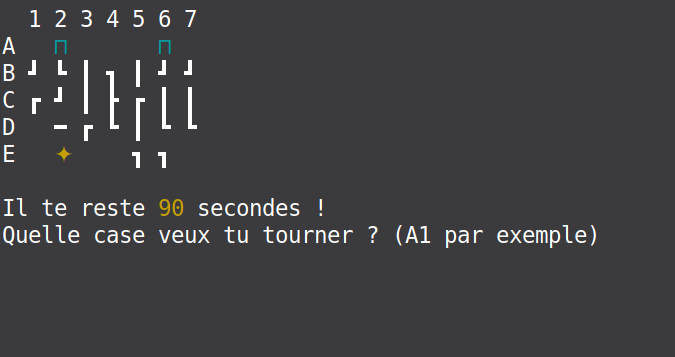 1 2 3 4 5 6 7
A   ⊓       ⊓
B ┛ ┗ ┃ ┓ ┃ ┛ ┛
C ┏ ┛ ┃ ┣ ┏ ┃ ┃
D   ━ ┏ ┗ ┃ ┗ ┗
E   ✦     ┓ ┓
Il te reste 90 secondes !
Quelle case veux tu tourner ? (A1 par exemple)